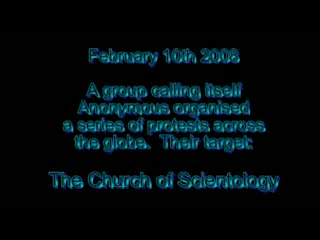 February 10th 2008
A group calling itself
Anonymous organised
a series of protests across
the globe. Their target:
The Church of Scientology